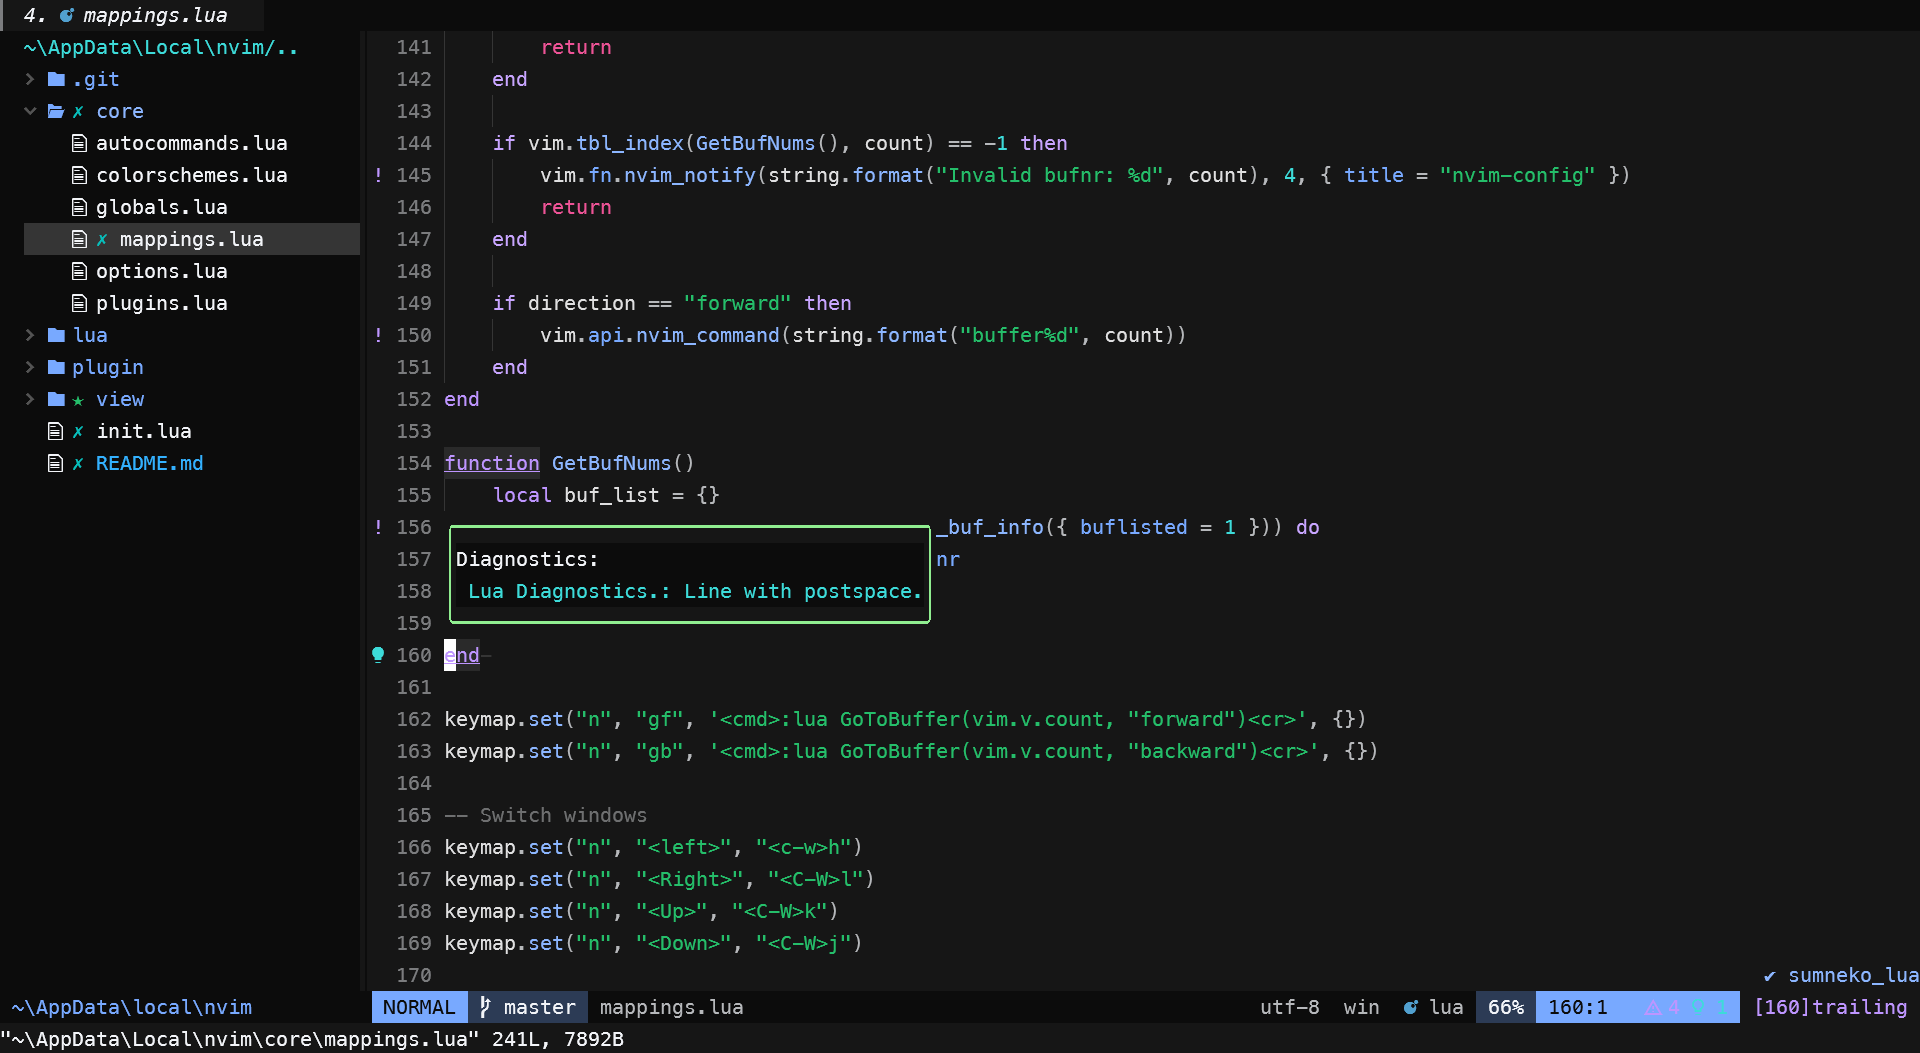 4. mappings.lua
~\AppData\Local\nvim/..
.git
core
autocommands.lua
colorschemes.lua
globals.lua
mappings.lua
options.lua
plugins.lua
lua
plugin
view
init.lua
README.md
141 return
142 end
143
144 if vim.tbl_index(GetBufNums(), count) == -1 then
! 145 vim.fn.nvim_notify(string.format("Invalid bufnr: %d", count), 4, { title = "nvim-config" })
146 return
147 end
148
149 if direction == "forward" then
! 150 vim.api.nvim_command(string.format("buffer%d", count))
151 end
152 end
153
154 function GetBufNums()
155 local buf_list = {}
! 156 _buf_info({ buflisted = 1 })) do
157 nr
158
159
Diagnostics:
Lua Diagnostics.: Line with postspace.
160 end-
161
162 keymap.set("n", "gf", '<cmd>:lua GoToBuffer(vim.v.count, "forward")<cr>', {})
163 keymap.set("n", "gb", '<cmd>:lua GoToBuffer(vim.v.count, "backward")<cr>', {})
164
165 -- Switch windows
166 keymap.set("n", "<left>", "<c-w>h")
167 keymap.set("n", "<Right>", "<C-W>l")
168 keymap.set("n", "<Up>", "<C-W>k")
169 keymap.set("n", "<Down>", "<C-W>j")
170
✔ sumneko_lua
~\AppData\local\nvim
NORMAL master mappings.lua utf-8 win lua 66% 160:1 4 1 [160]trailing
"~\AppData\Local\nvim\core\mappings.lua" 241L, 7892B